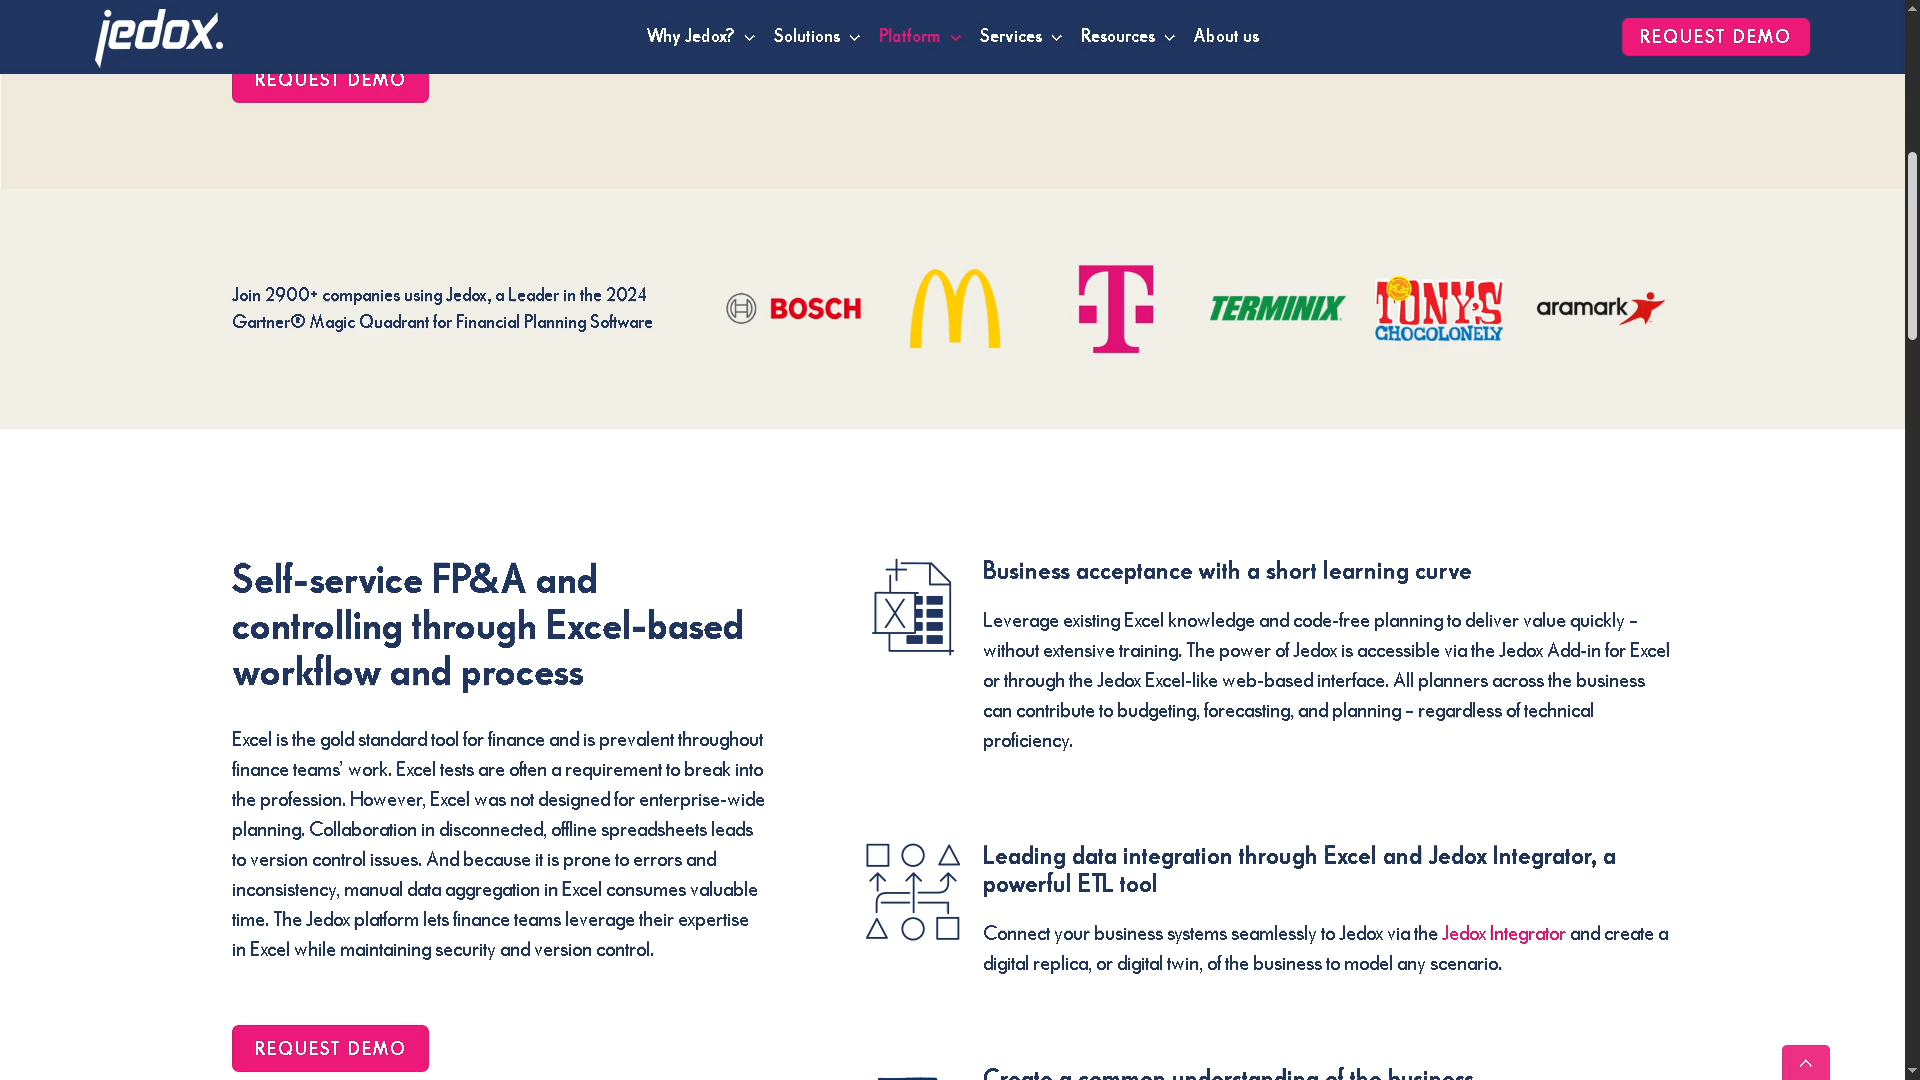 jedox.
Why Jedox?
Solutions
Platform
Services
Resources
About us
REQUEST DEMO
REQUEST DEMO
Join 2900+ companies using Jedox, a Leader in the 2024
Gartner® Magic Quadrant for Financial Planning Software
BOSCH
T
TERMINIX
TONY'S
CHOCOLONELY
aramark
Self-service FP&A and
controlling through Excel-based
workflow and process
Excel is the gold standard tool for finance and is prevalent throughout
finance teams’ work. Excel tests are often a requirement to break into
the profession. However, Excel was not designed for enterprise-wide
planning. Collaboration in disconnected, offline spreadsheets leads
to version control issues. And because it is prone to errors and
inconsistency, manual data aggregation in Excel consumes valuable
time. The Jedox platform lets finance teams leverage their expertise
in Excel while maintaining security and version control.
REQUEST DEMO
X
Business acceptance with a short learning curve
Leverage existing Excel knowledge and code-free planning to deliver value quickly –
without extensive training. The power of Jedox is accessible via the Jedox Add-in for Excel
or through the Jedox Excel-like web-based interface. All planners across the business
can contribute to budgeting, forecasting, and planning – regardless of technical
proficiency.
Leading data integration through Excel and Jedox Integrator, a
powerful ETL tool
Connect your business systems seamlessly to Jedox via the Jedox Integrator and create a
digital replica, or digital twin, of the business to model any scenario.
Create a common understanding of the business